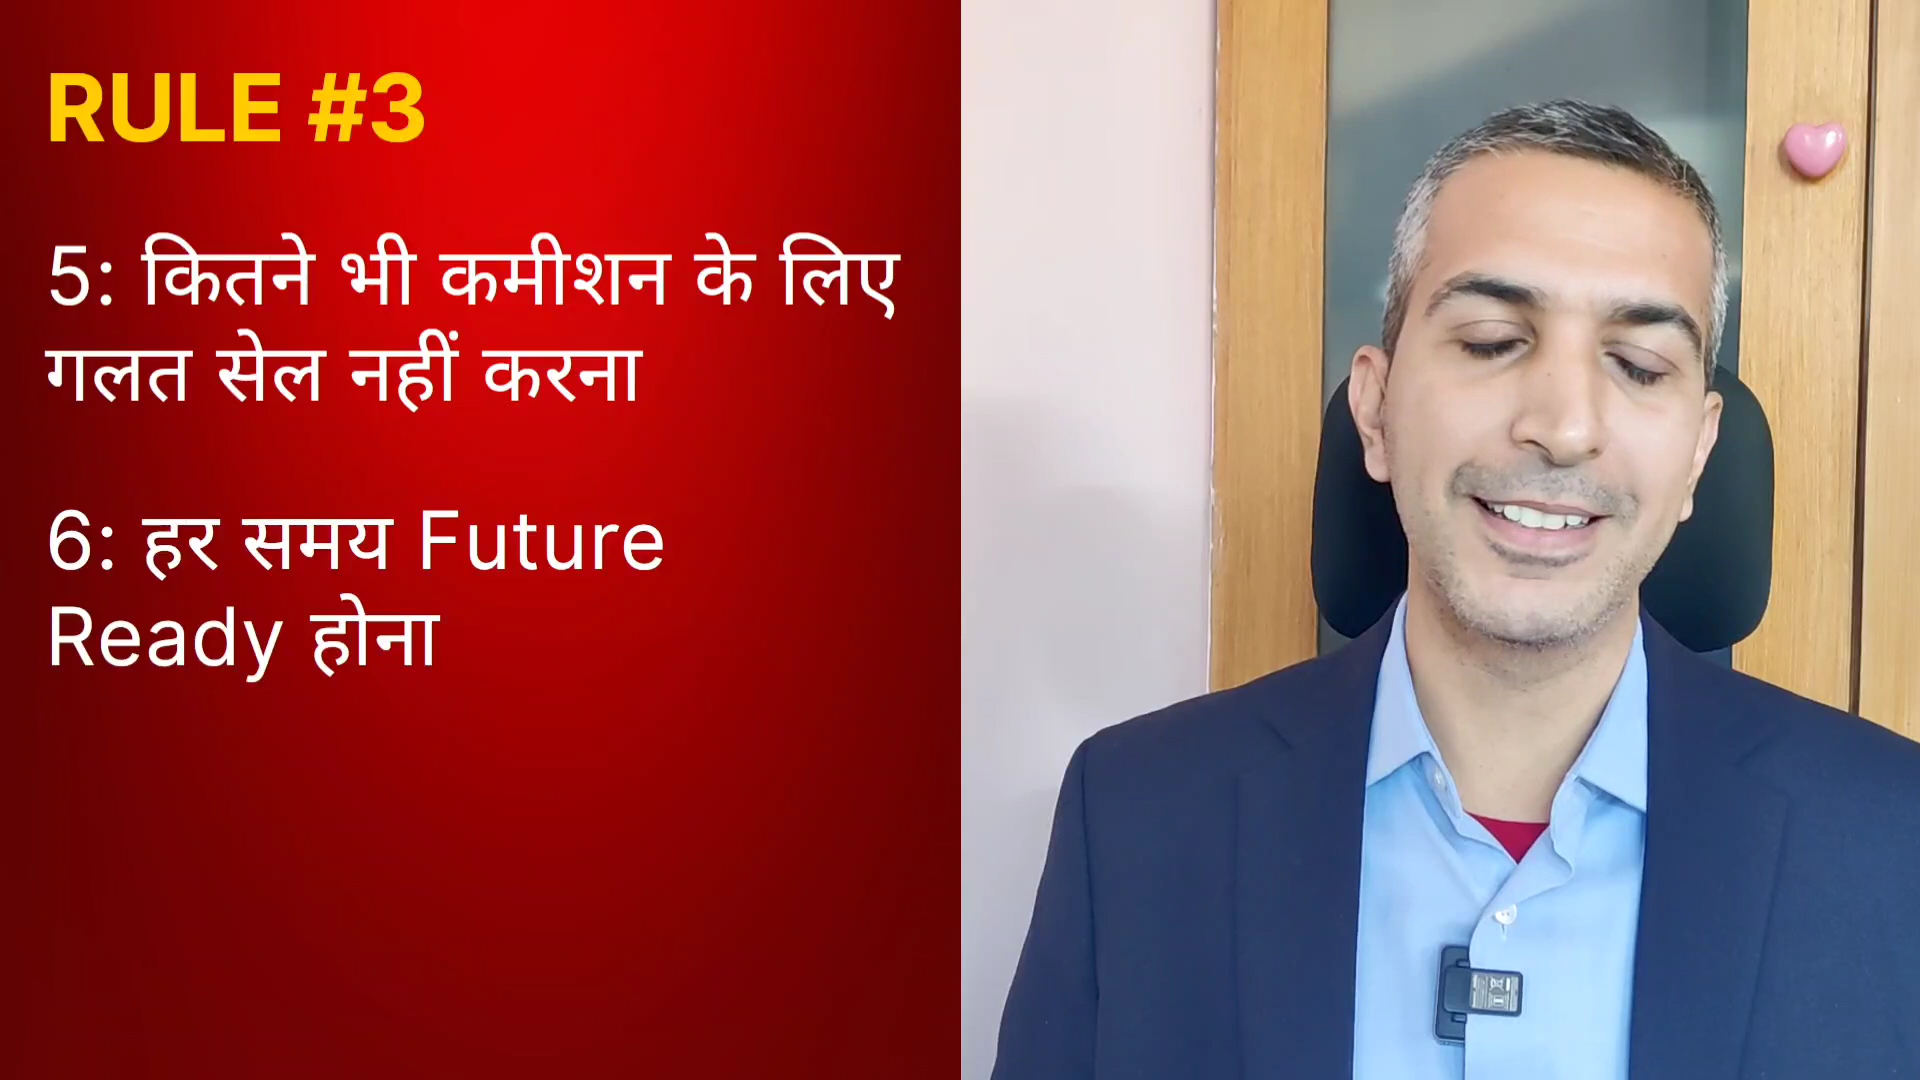 RULE #3
5: कितने भी कमीशन के लिए
गलत सेल नहीं करना
6: हर समय Future
Ready होना